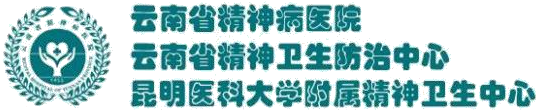 云南省精神病医院
云南省精神卫生防治中心
昆明医科大学附属精神卫生中心
1955